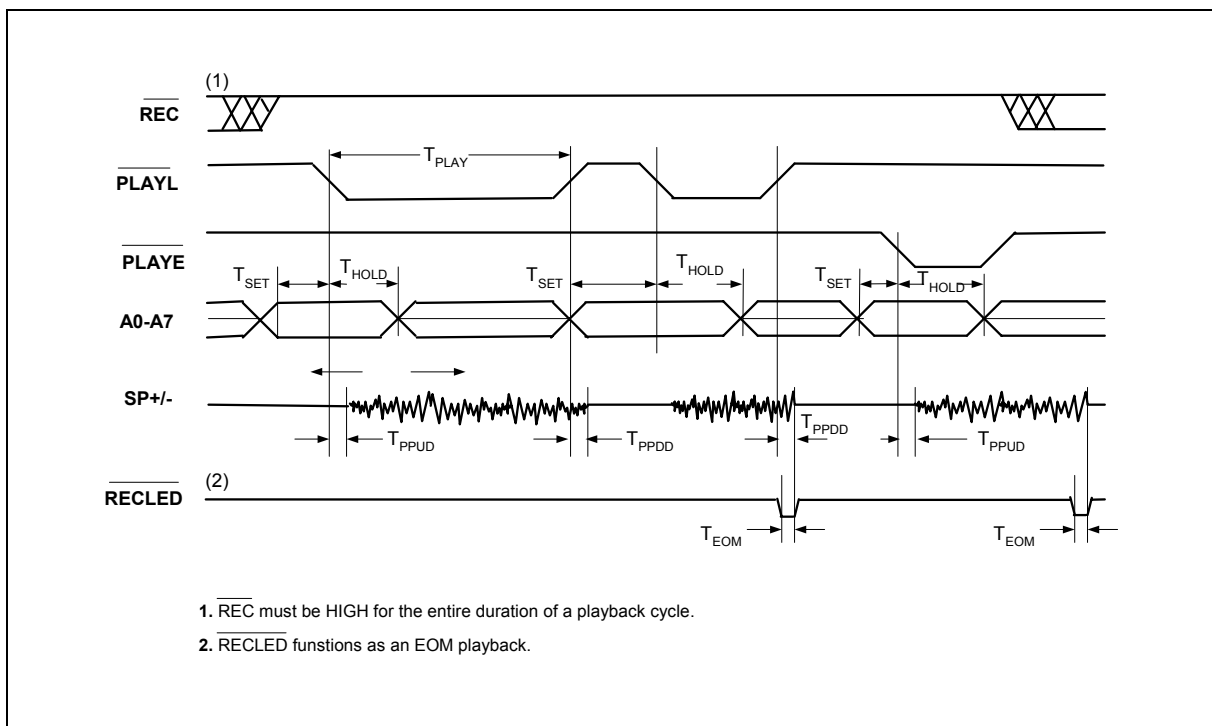 (1)
REC
T_PLAY
PLAYL
PLAYE
T_SET T_HOLD T_SET T_HOLD T_SET T_HOLD
A0-A7
SP+/-
T_PPUD T_PPDD T_PPDD T_PPUD
(2)
RECLED
T_EOM T_EOM
1. REC must be HIGH for the entire duration of a playback cycle.
2. RECLED funstions as an EOM playback.